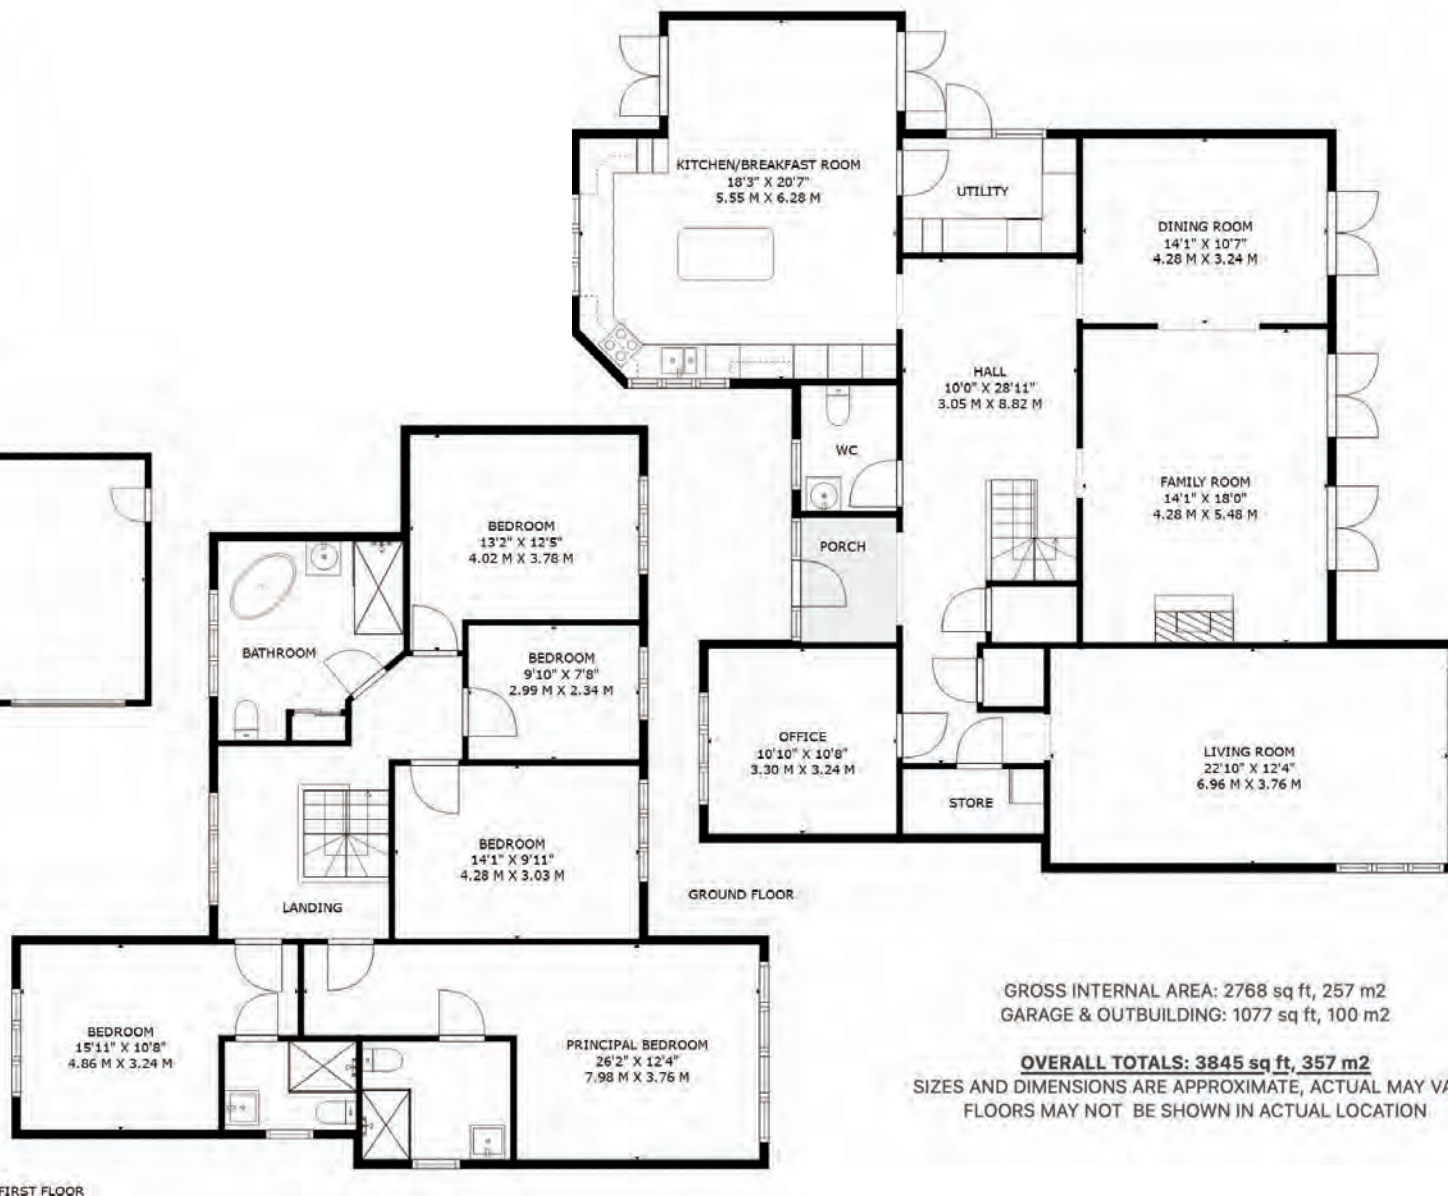 KITCHEN/BREAKFAST ROOM
18'3" X 20'7"
5.55 M X 6.28 M
UTILITY
DINING ROOM
14'1" X 10'7"
4.28 M X 3.24 M
HALL
10'0" X 28'11"
3.05 M X 8.82 M
WC
FAMILY ROOM
14'1" X 18'0"
4.28 M X 5.48 M
PORCH
OFFICE
10'10" X 10'8"
3.30 M X 3.24 M
STORE
LIVING ROOM
22'10" X 12'4"
6.96 M X 3.76 M
GROUND FLOOR
BEDROOM
13'2" X 12'5"
4.02 M X 3.78 M
BATHROOM
BEDROOM
9'10" X 7'8"
2.99 M X 2.34 M
BEDROOM
14'1" X 9'11"
4.28 M X 3.03 M
LANDING
BEDROOM
15'11" X 10'8"
4.86 M X 3.24 M
PRINCIPAL BEDROOM
26'2" X 12'4"
7.98 M X 3.76 M
FIRST FLOOR
GROSS INTERNAL AREA: 2768 sq ft, 257 m2
GARAGE & OUTBUILDING: 1077 sq ft, 100 m2
OVERALL TOTALS: 3845 sq ft, 357 m2
SIZES AND DIMENSIONS ARE APPROXIMATE, ACTUAL MAY VA
FLOORS MAY NOT BE SHOWN IN ACTUAL LOCATION